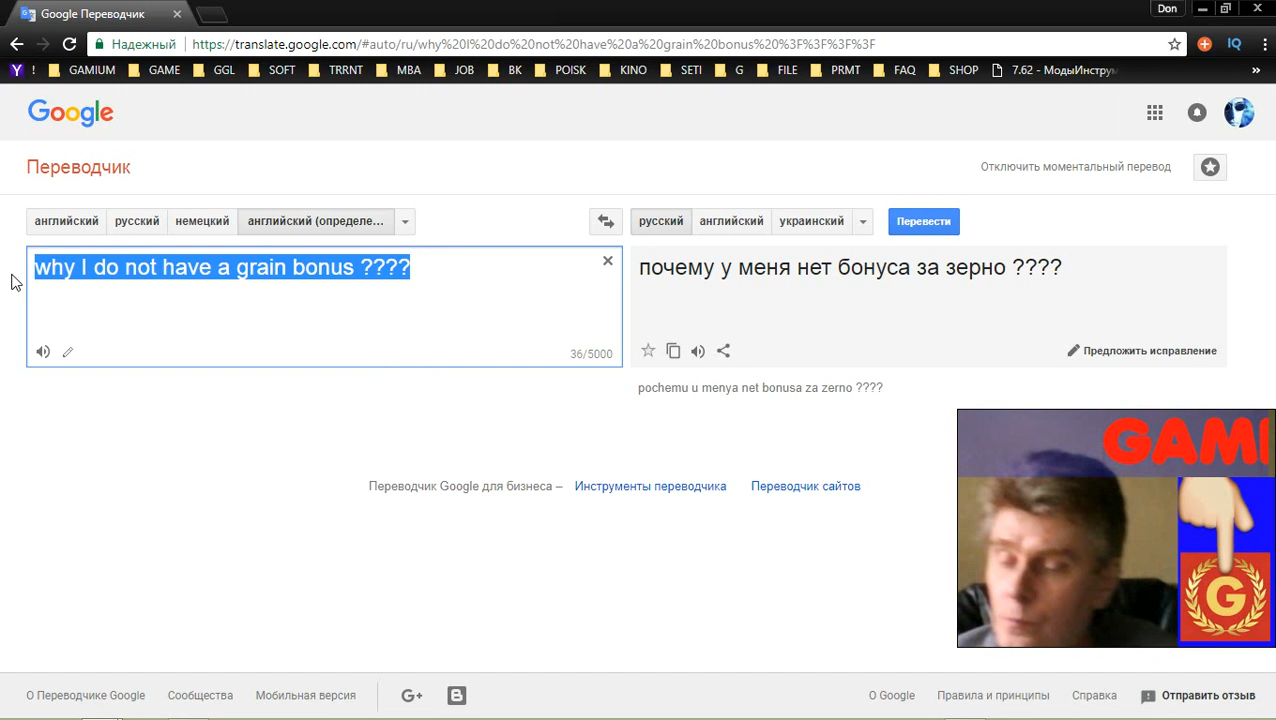 Google Переводчик
Don
Надежный
https://translate.google.com/#auto/ru/why%20I%20do%20not%20have%20a%20grain%20bonus%20%3F%3F%3F%3F
IQ
Y !
GAMIUM
GAME
GGL
SOFT
TRRNT
MBA
JOB
BK
POISK
KINO
SETI
G
FILE
PRMT
FAQ
SHOP
7.62 - МодыИнструм
»
Google
Переводчик
Отключить моментальный перевод
английский
русский
немецкий
английский (определе...
русский
английский
украинский
Перевести
why I do not have a grain bonus ????
почему у меня нет бонуса за зерно ????
36/5000
Предложить исправление
pochemu u menya net bonusa za zerno ????
GAMI
Переводчик Google для бизнеса –
Инструменты переводчика
Переводчик сайтов
G
О Переводчике Google
Сообщества
Мобильная версия
G+
О Google
Правила и принципы
Справка
Отправить отзыв